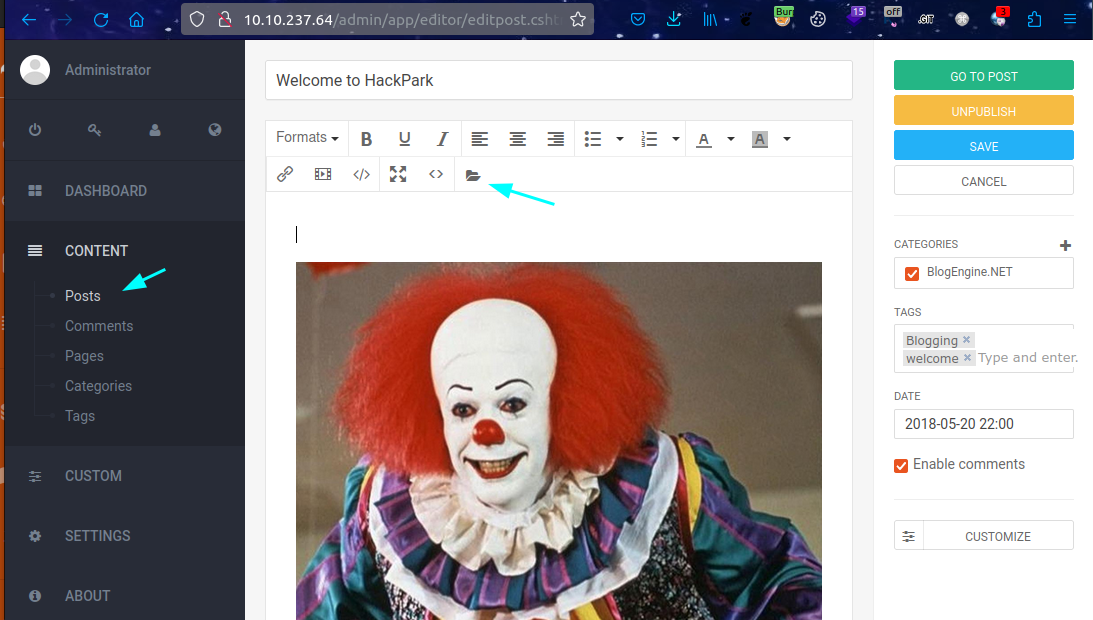 10.10.237.64/admin/app/editor/editpost.csht
Bur
15
off
.GIT
3
Administrator
DASHBOARD
CONTENT
Posts
Comments
Pages
Categories
Tags
CUSTOM
SETTINGS
ABOUT
Welcome to HackPark
Formats
B U I
A A
GO TO POST
UNPUBLISH
SAVE
CANCEL
CATEGORIES
BlogEngine.NET
TAGS
Blogging
welcome Type and enter.
DATE
2018-05-20 22:00
Enable comments
CUSTOMIZE